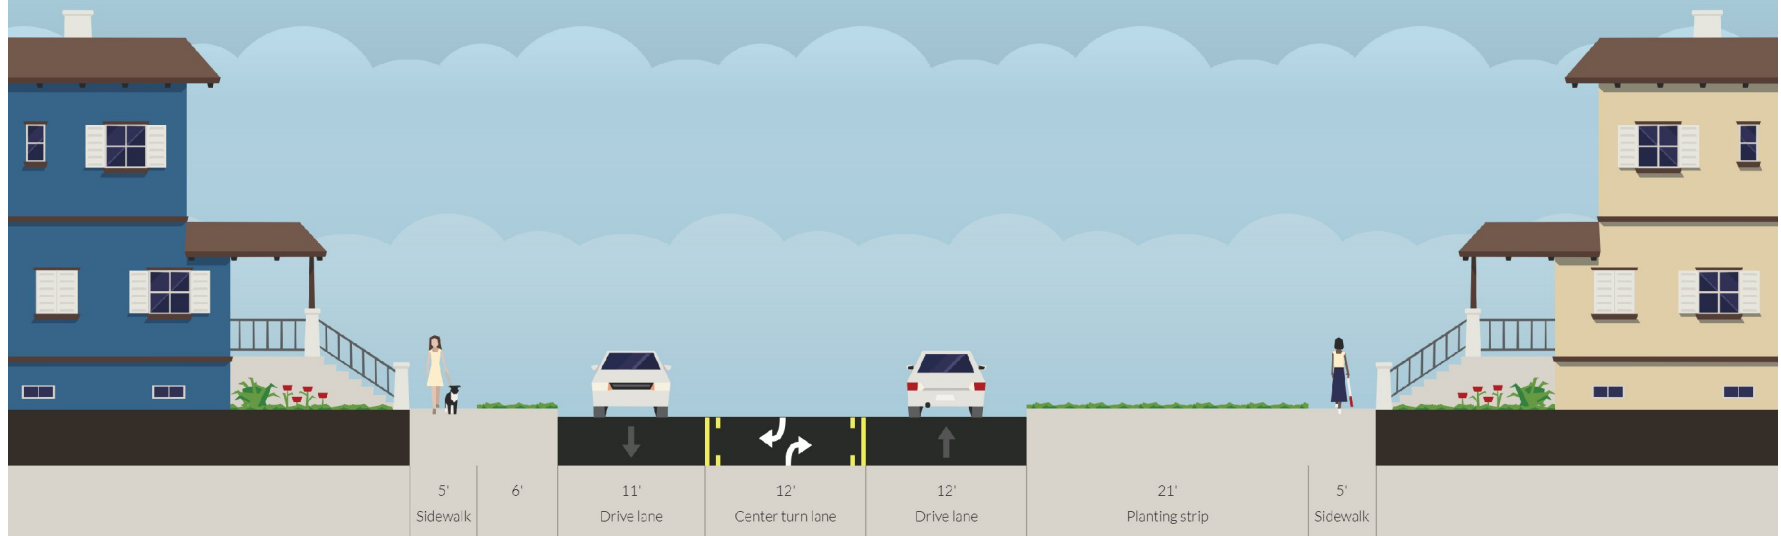 5' 6' 11' 12' 12' 21' 5'
Sidewalk Drive lane Center turn lane Drive lane Planting strip Sidewalk